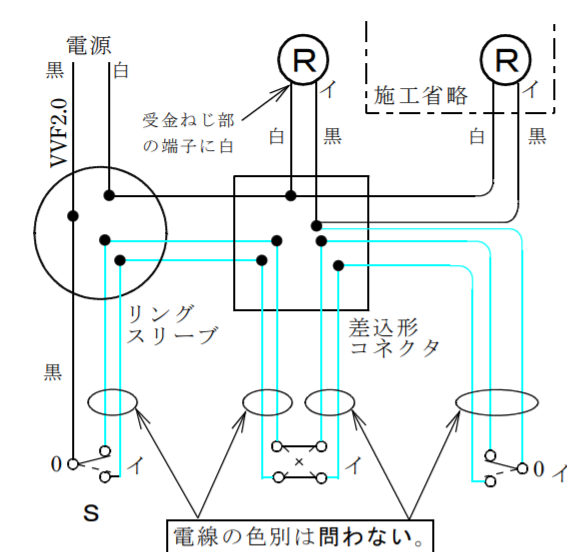 電源
黒
白
VVF2.0
R
イ
R
イ
施工省略
受金ねじ部
の端子に白
白
黒
白
黒
リング
スリーブ
差込形
コネクタ
黒
0
イ
×
イ
0
イ
S
電線の色別は問わない。